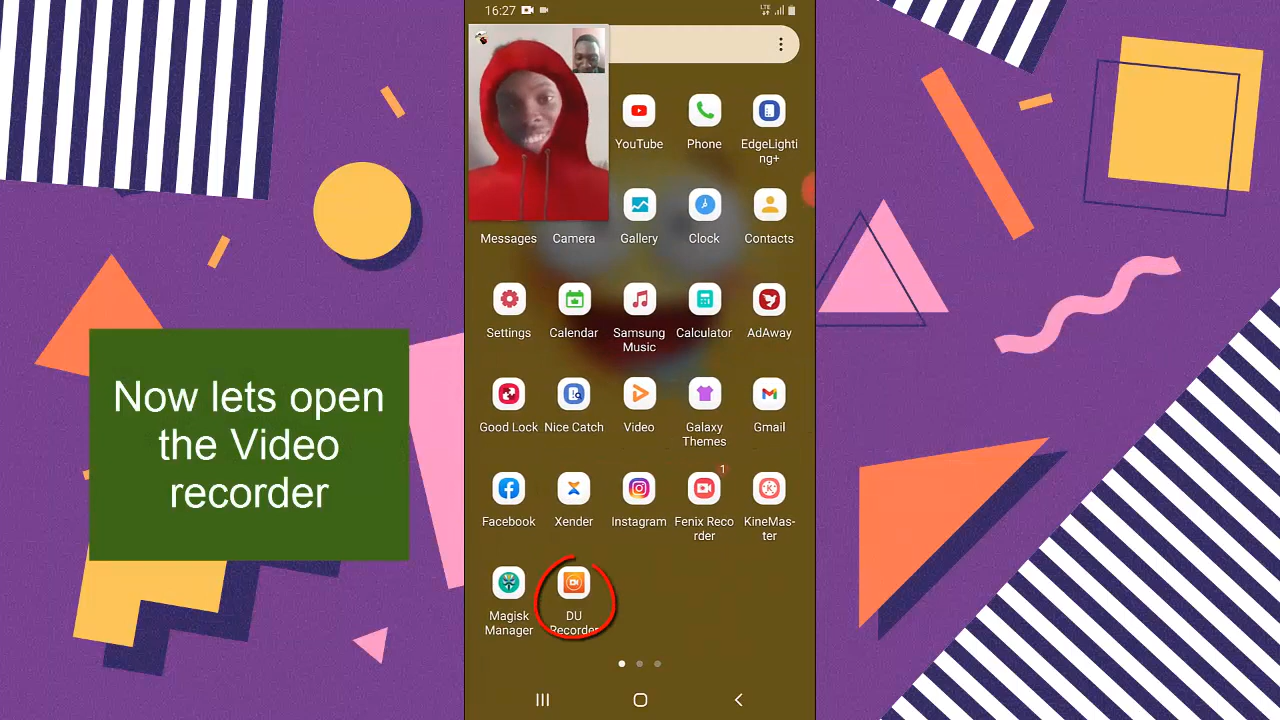 16:27
LTE
YouTube
Phone
EdgeLighti
ng+
Messages
Camera
Gallery
Clock
Contacts
Settings
Calendar
Samsung
Music
Calculator
AdAway
Now lets open
the Video
recorder
Good Lock
Nice Catch
Video
Galaxy
Themes
Gmail
Facebook
Xender
Instagram
1
Fenix Reco
rder
KineMas-
ter
Magisk
Manager
DU
Recorder